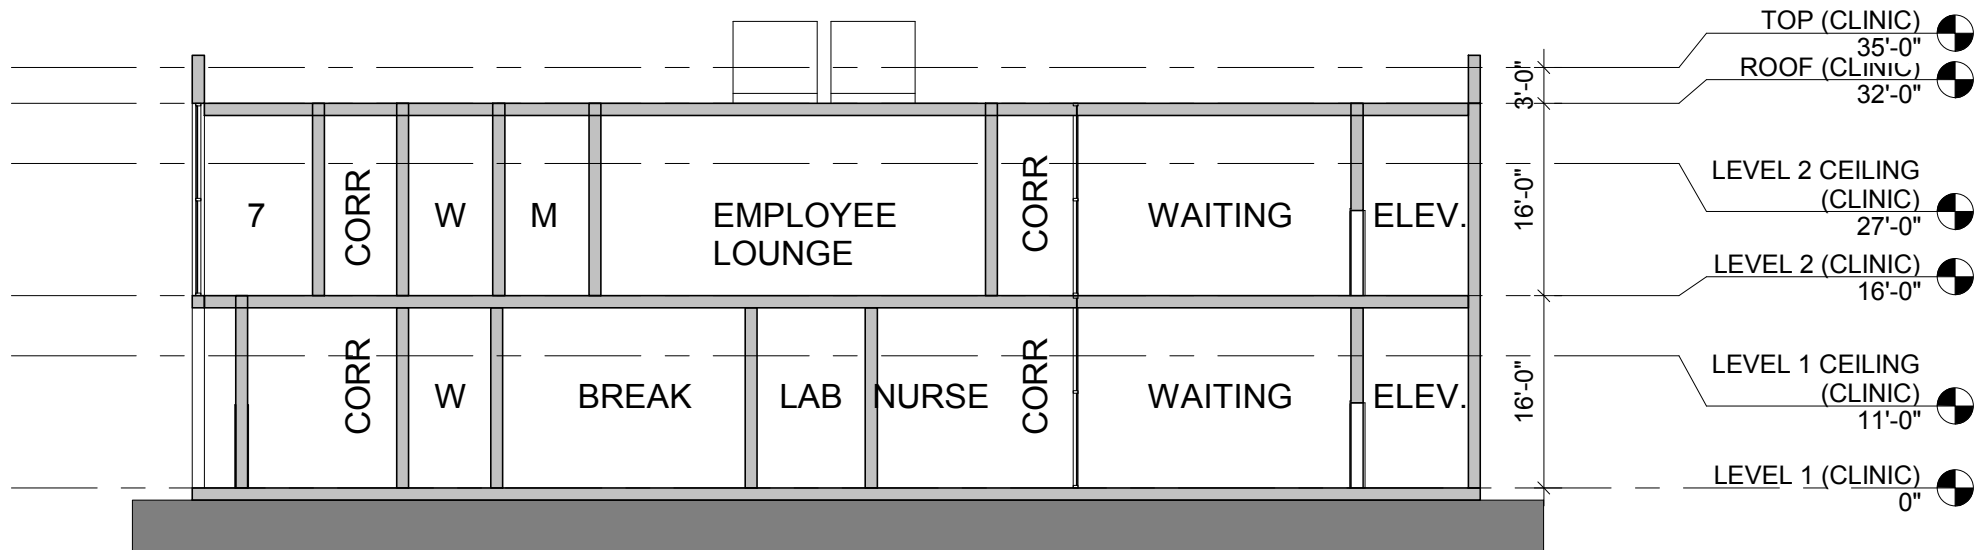 TOP (CLINIC)
35'-0"
ROOF (CLINIC)
32'-0"
3'-0"
LEVEL 2 CEILING
(CLINIC)
27'-0"
16'-0"
7
CORR
W
M
EMPLOYEE
LOUNGE
CORR
WAITING
ELEV.
LEVEL 2 (CLINIC)
16'-0"
LEVEL 1 CEILING
(CLINIC)
11'-0"
16'-0"
CORR
W
BREAK
LAB
NURSE
CORR
WAITING
ELEV.
LEVEL 1 (CLINIC)
0"